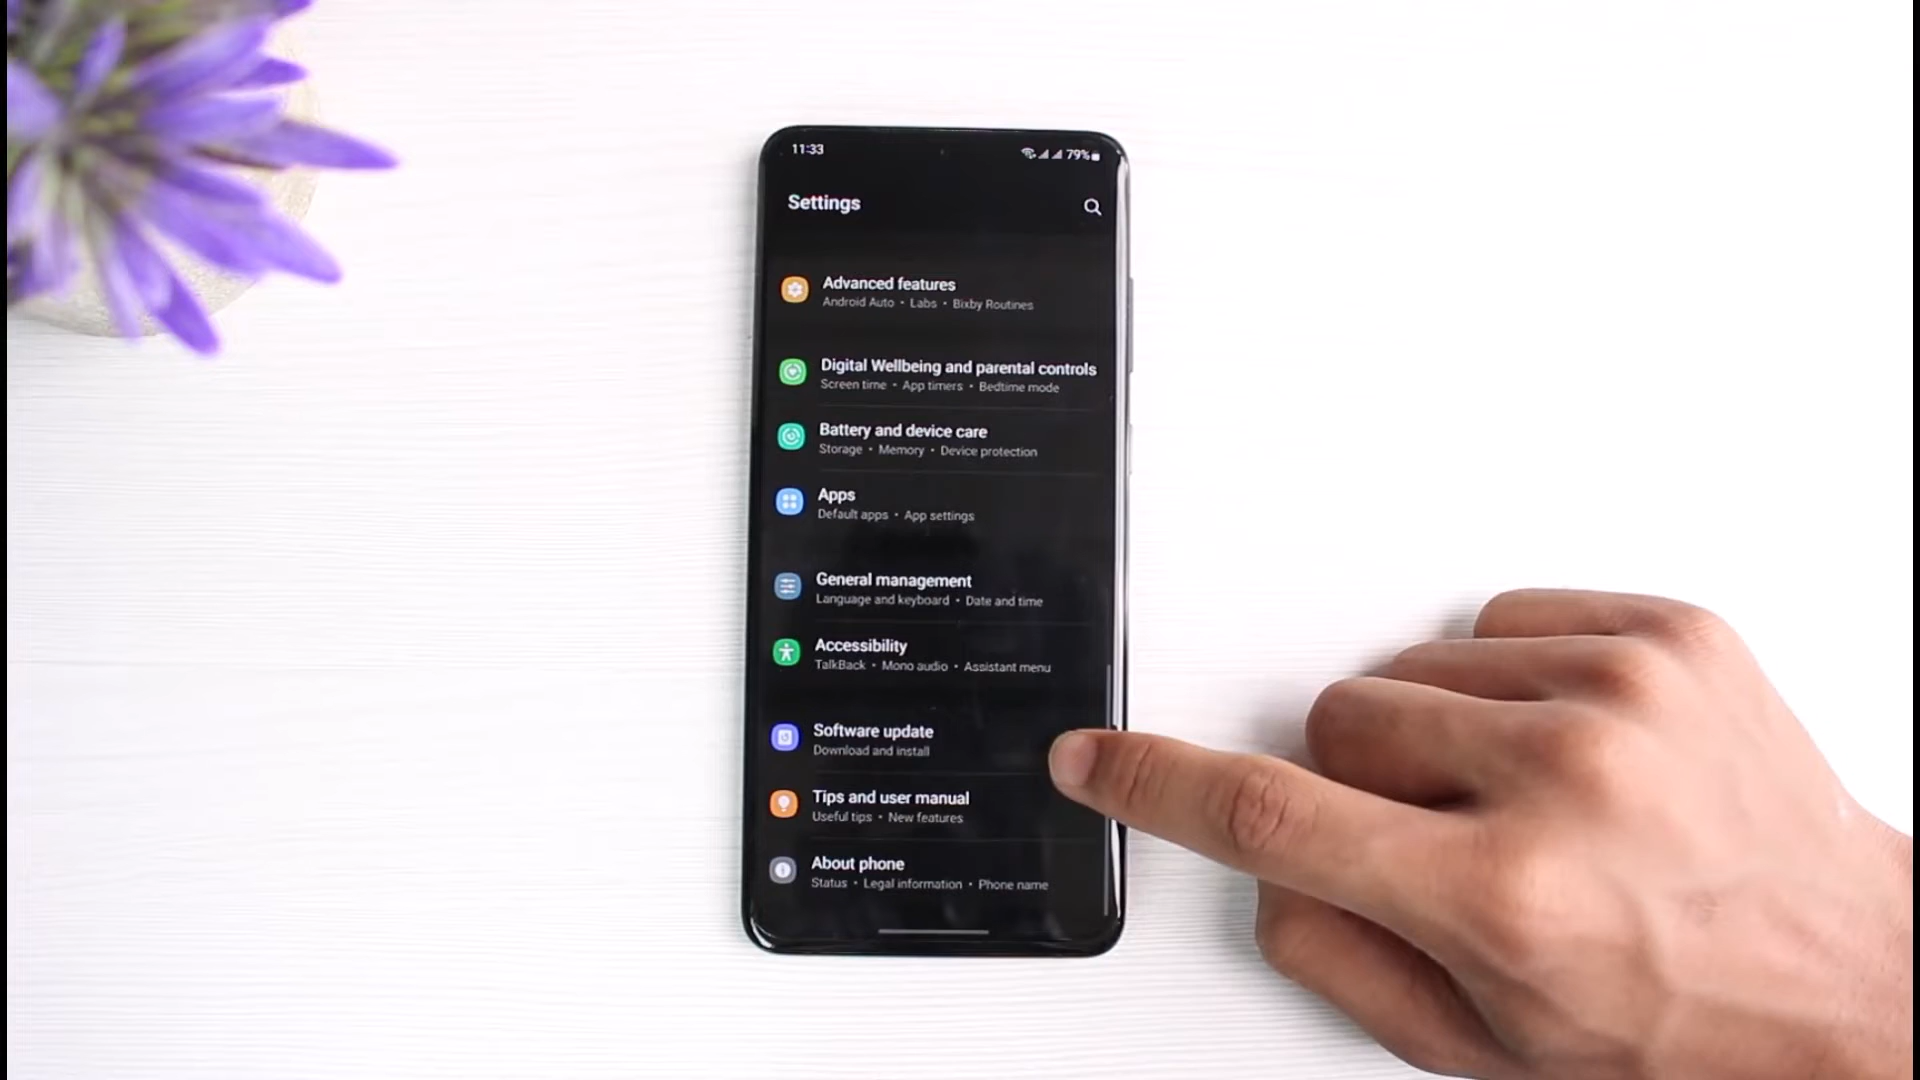 11:33
79%
Settings
Advanced features
Android Auto • Labs • Bixby Routines
Digital Wellbeing and parental controls
Screen time • App timers • Bedtime mode
Battery and device care
Storage • Memory • Device protection
Apps
Default apps • App settings
General management
Language and keyboard • Date and time
Accessibility
TalkBack • Mono audio • Assistant menu
Software update
Download and install
Tips and user manual
Useful tips • New features
About phone
Status • Legal information • Phone name